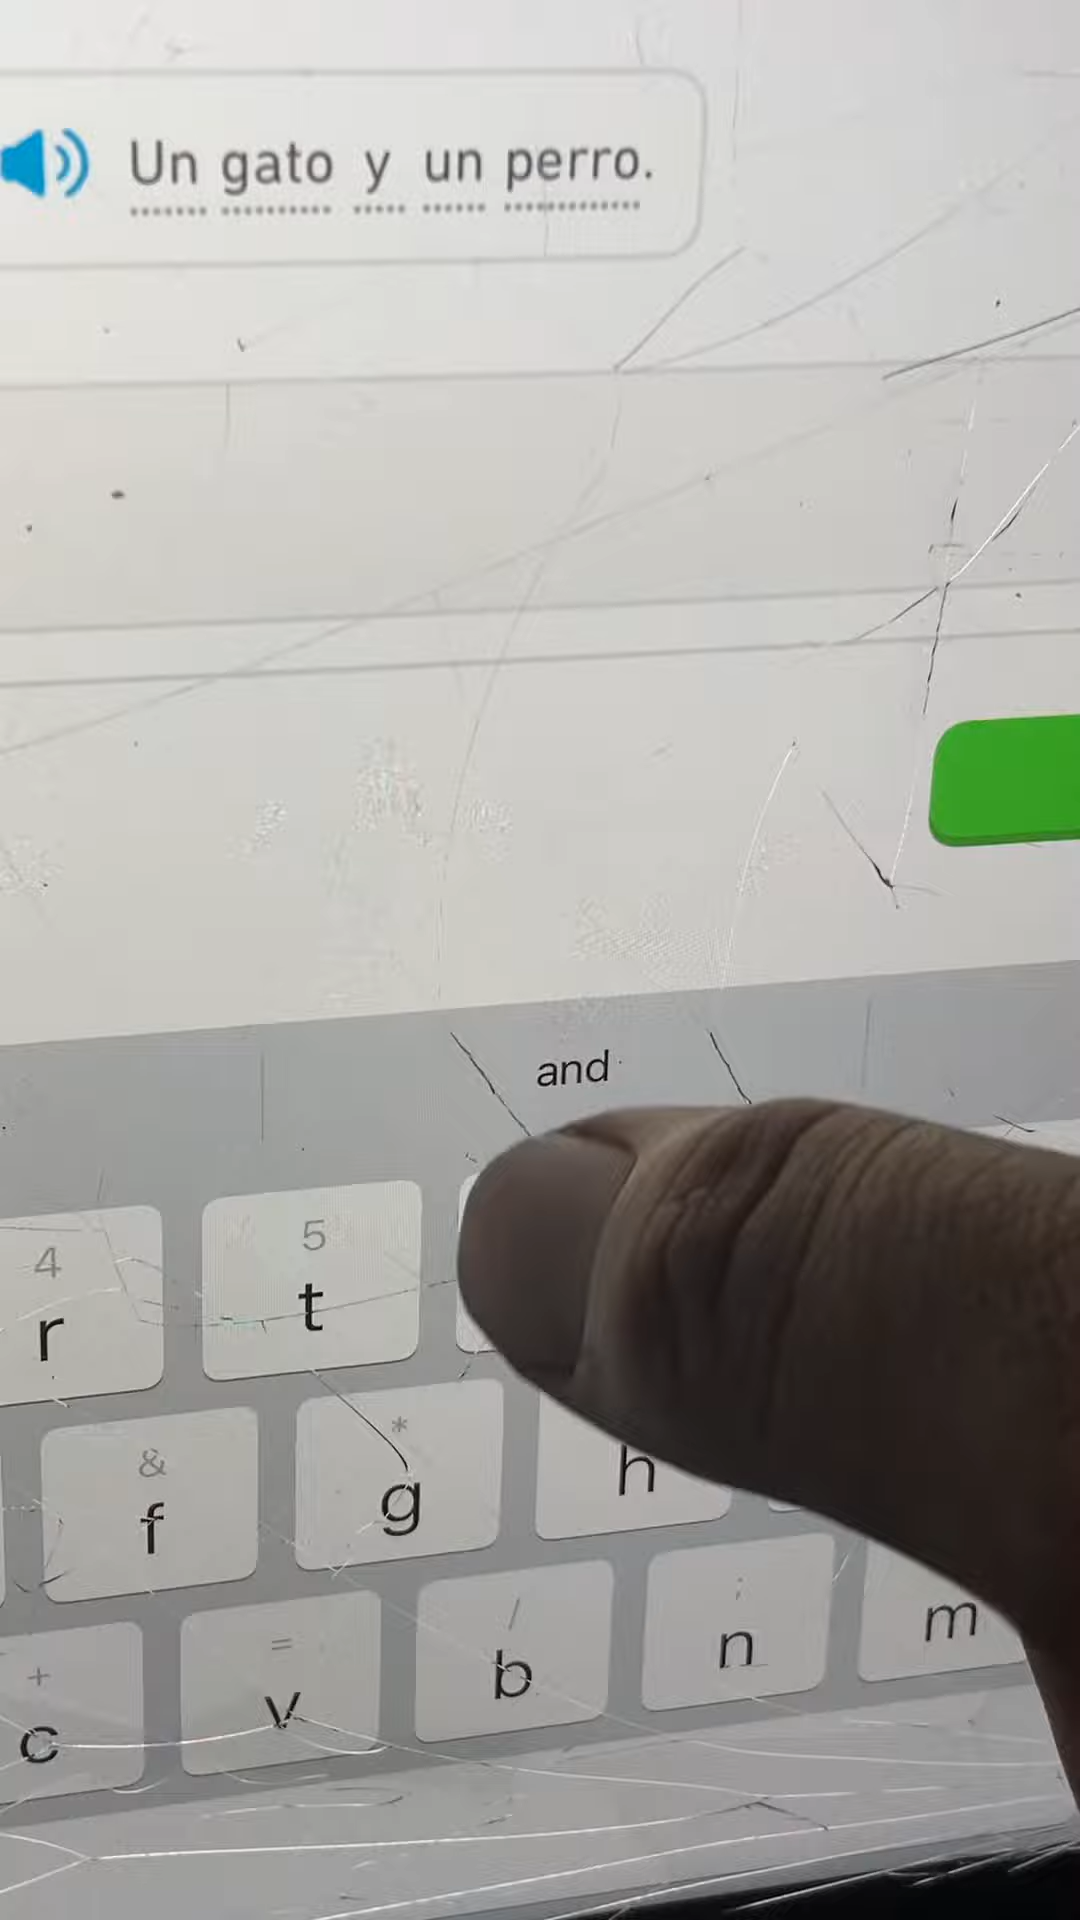 Un gato y un perro.
and
4 5
r t
& *
f g h
+ = / ;
c v b n m